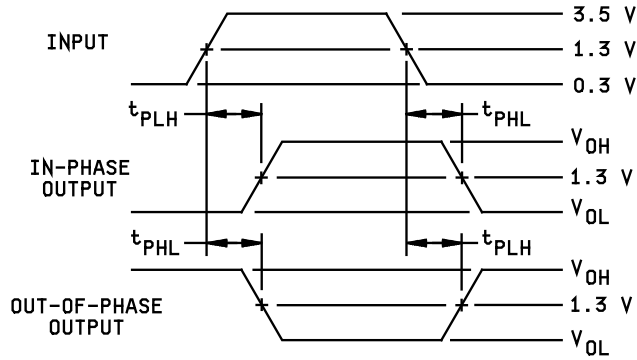 3.5 V
INPUT
1.3 V
0.3 V
tPLH
tPHL
VOH
IN-PHASE
OUTPUT
1.3 V
VOL
tPHL
tPLH
VOH
OUT-OF-PHASE
OUTPUT
1.3 V
VOL